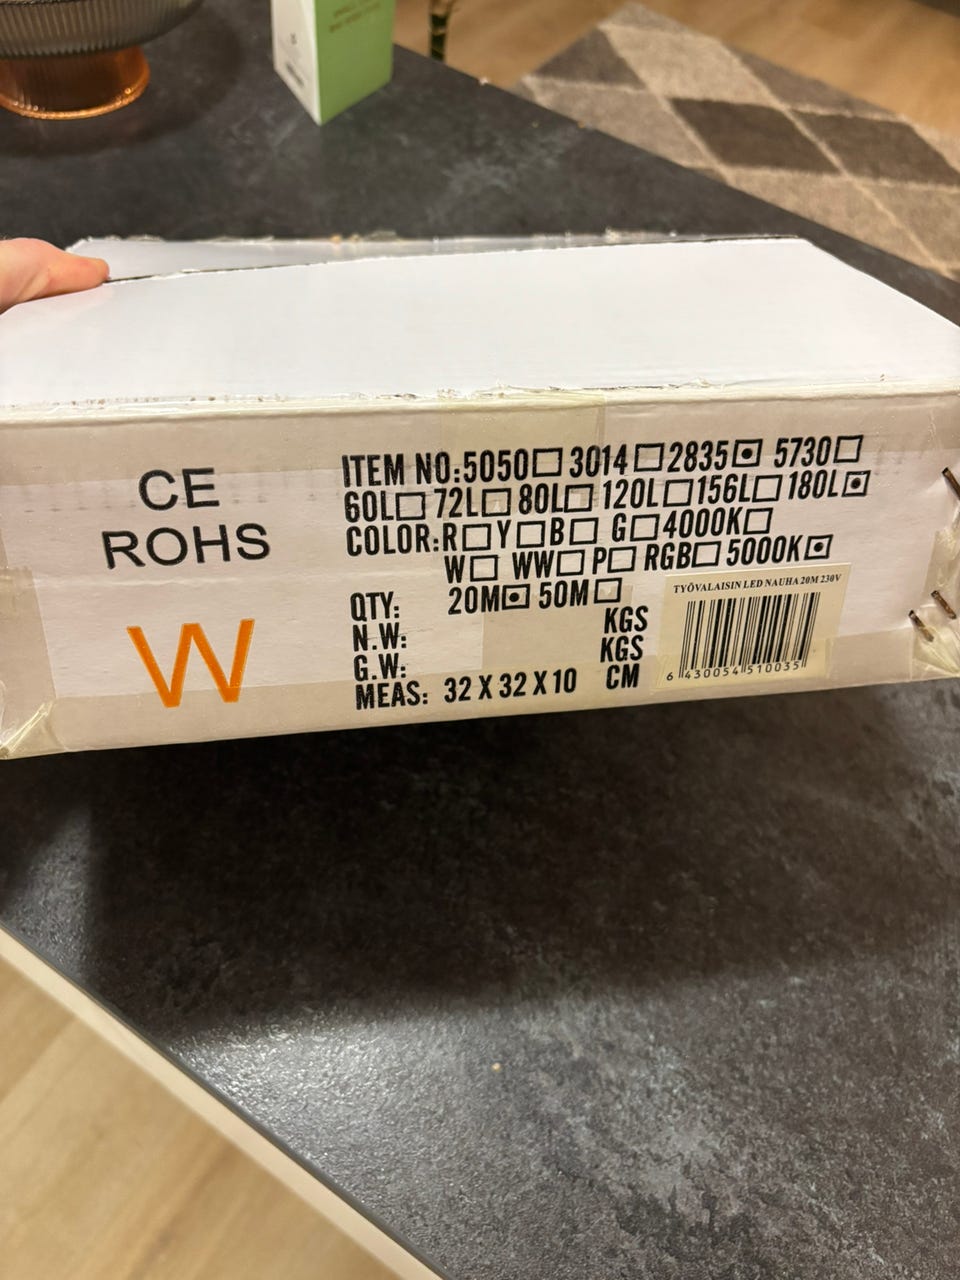 CE
ROHS
W
ITEM NO:5050☐ 3014☐ 2835☑ 5730☐
60L☐ 72L☐ 80L☐ 120L☐ 156L☐ 180L☑
COLOR:R☐ Y☐ B☐ G☐ 4000K☐
W☐ WW☐ P☐ RGB☐ 5000K☑
QTY: 20M☑ 50M☐
N.W: KGS
G.W: KGS
MEAS: 32 X 32 X 10 CM
TYÖVALAISIN LED NAUHA 20M 230V
6 430054 510035